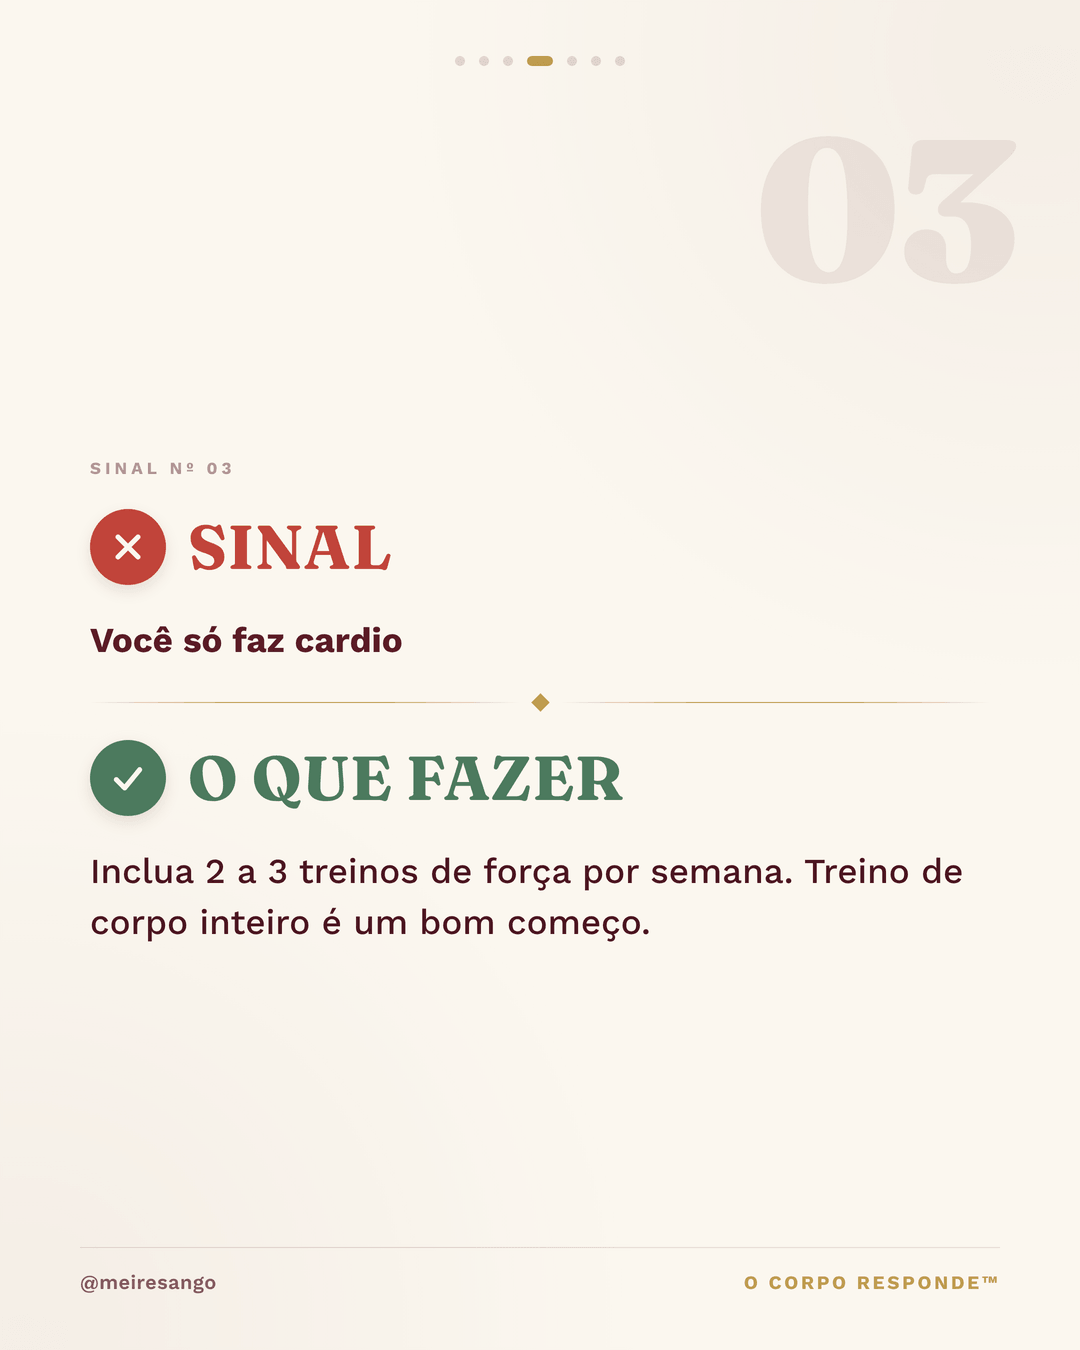 03
SINAL Nº 03
SINAL
Você só faz cardio
O QUE FAZER
Inclua 2 a 3 treinos de força por semana. Treino de
corpo inteiro é um bom começo.
@meiresango
O CORPO RESPONDE™